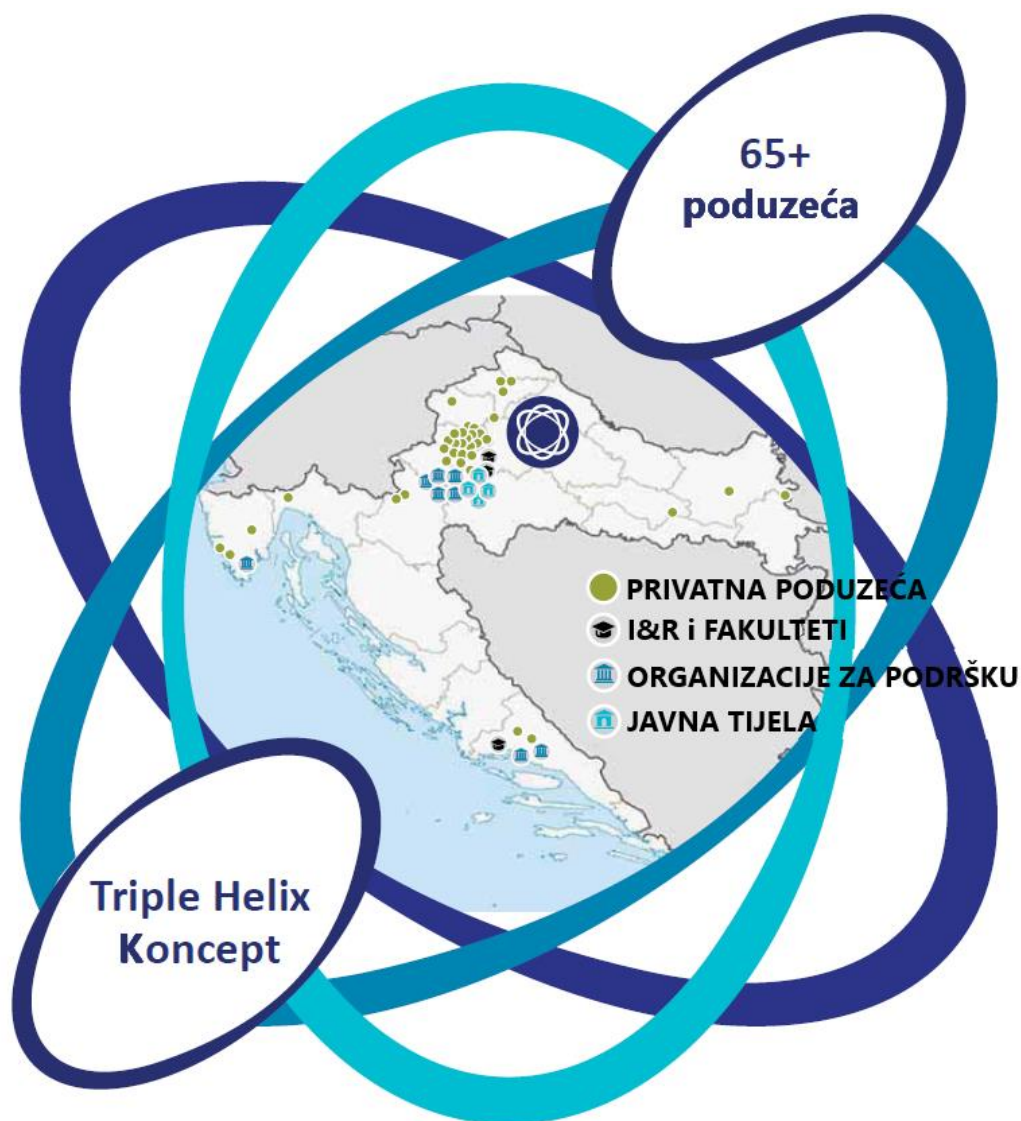 65+
poduzeća
PRIVATNA PODUZEĆA
I&R i FAKULTETI
ORGANIZACIJE ZA PODRŠKU
JAVNA TIJELA
Triple Helix
Koncept